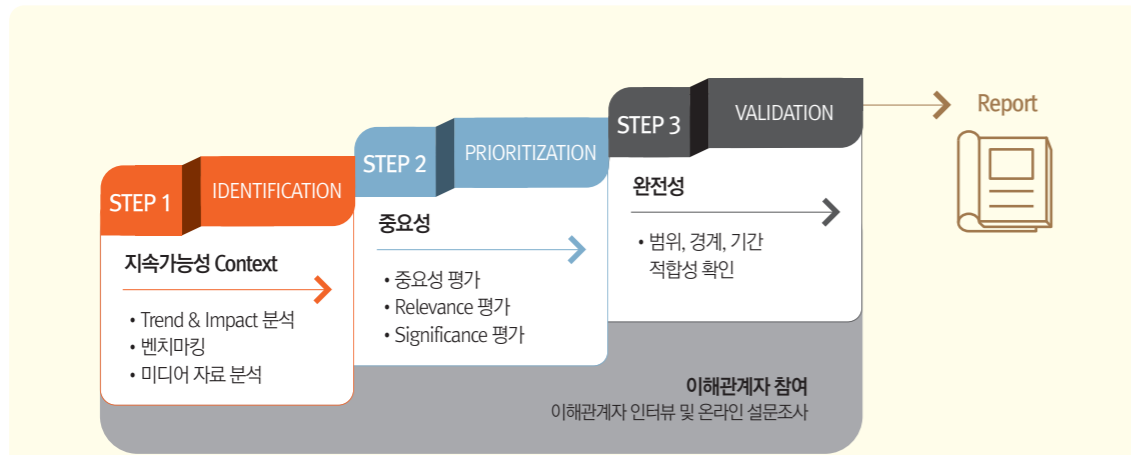 STEP 1
IDENTIFICATION
지속가능성 Context
• Trend & Impact 분석
• 벤치마킹
• 미디어 자료 분석
STEP 2
PRIORITIZATION
중요성
• 중요성 평가
• Relevance 평가
• Significance 평가
STEP 3
VALIDATION
완전성
• 범위, 경계, 기간
적합성 확인
Report
이해관계자 참여
이해관계자 인터뷰 및 온라인 설문조사